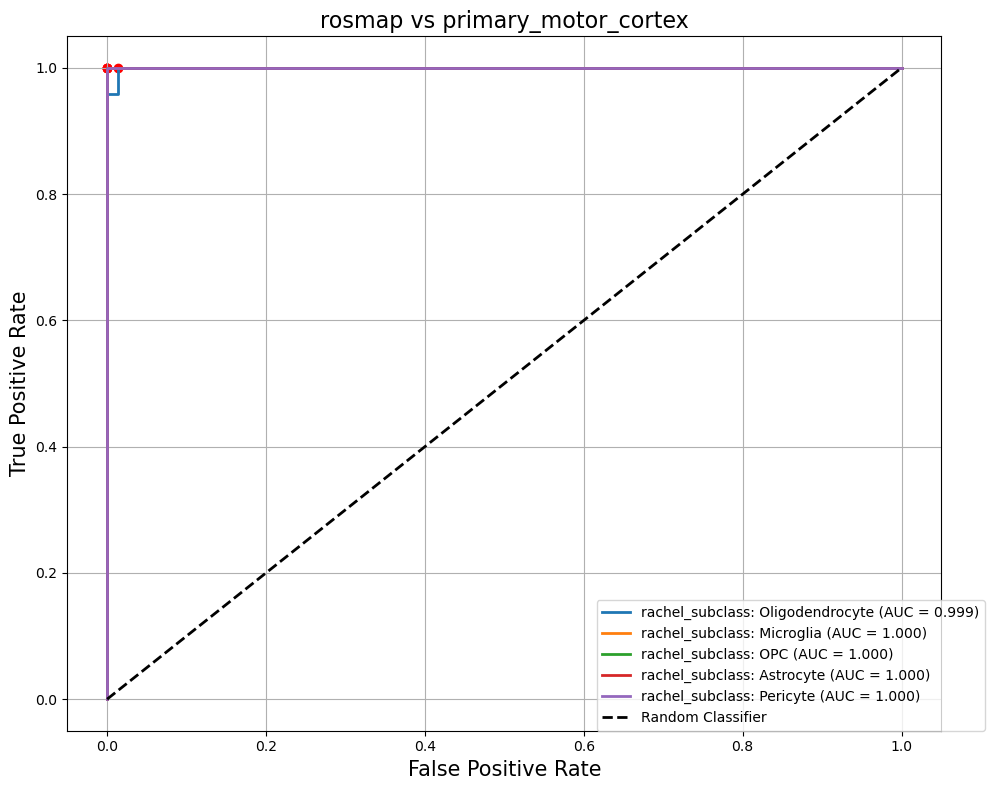 rosmap vs primary_motor_cortex
True Positive Rate
1.0
0.8
0.6
0.4
0.2
0.0
rachel_subclass: Oligodendrocyte (AUC = 0.999)
rachel_subclass: Microglia (AUC = 1.000)
rachel_subclass: OPC (AUC = 1.000)
rachel_subclass: Astrocyte (AUC = 1.000)
rachel_subclass: Pericyte (AUC = 1.000)
Random Classifier
0.0 0.2 0.4 0.6 0.8 1.0
False Positive Rate